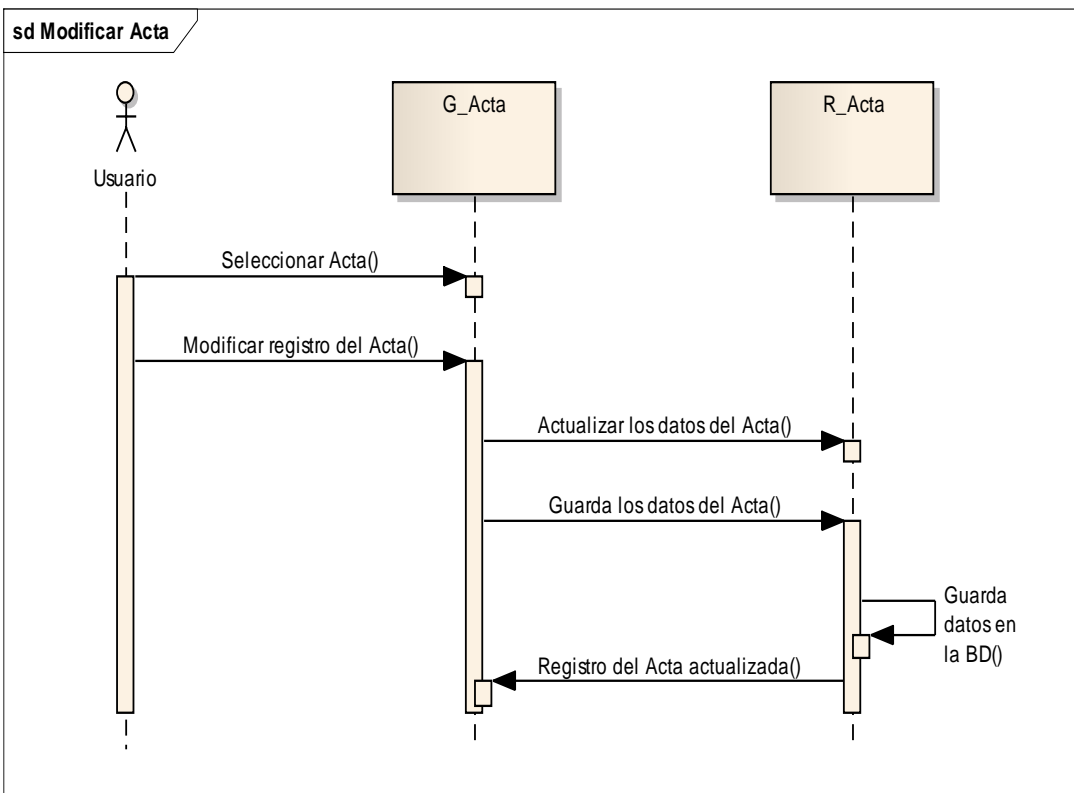 sd Modificar Acta
G_Acta
R_Acta
Usuario
Seleccionar Acta()
Modificar registro del Acta()
Actualizar los datos del Acta()
Guarda los datos del Acta()
Guarda
datos en
la BD()
Registro del Acta actualizada()